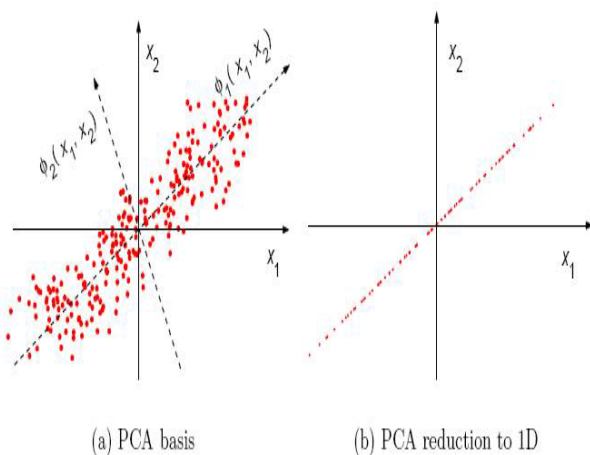 x₂
ϕ₁(x₁, x₂)
ϕ₂(x₁, x₂)
x₁
(a) PCA basis
x₂
x₁
(b) PCA reduction to 1D